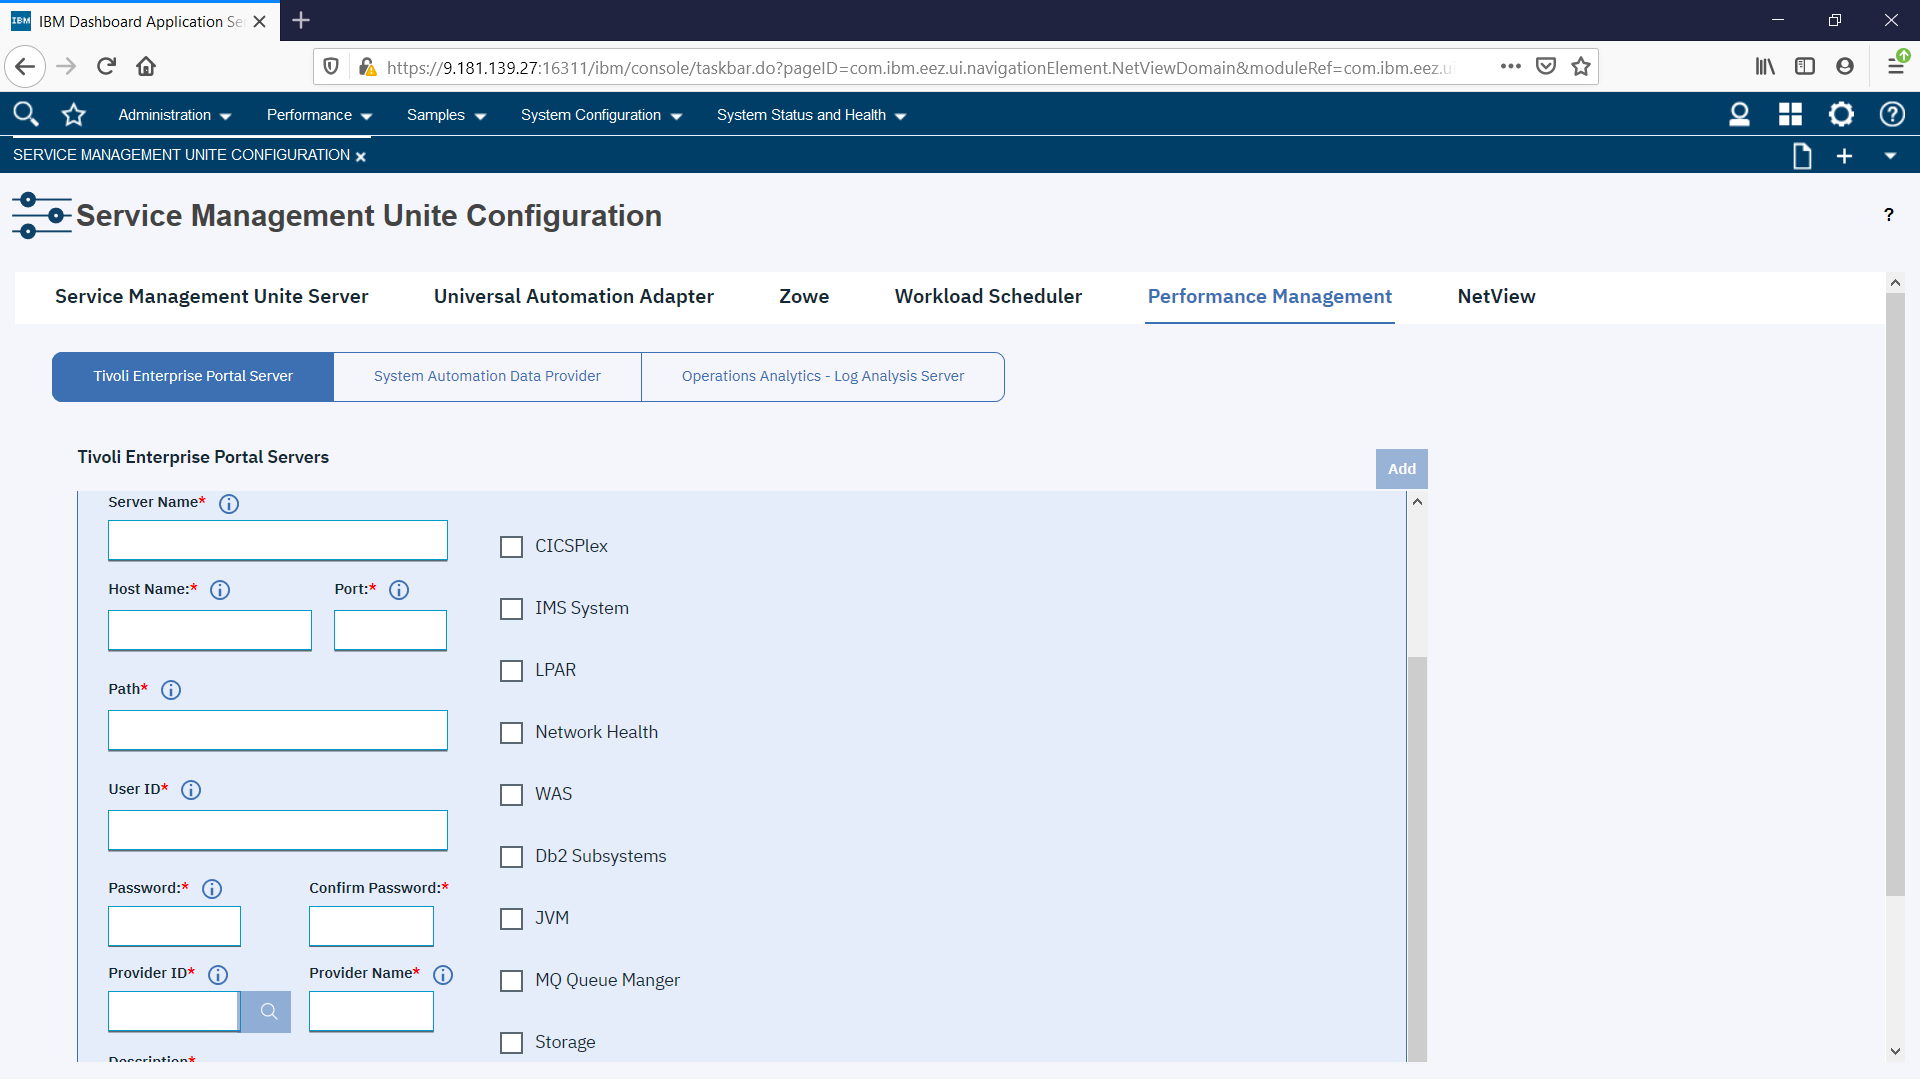 IBM IBM Dashboard Application Se
https://9.181.139.27:16311/ibm/console/taskbar.do?pageID=com.ibm.eez.ui.navigationElement.NetViewDomain&moduleRef=com.ibm.eez.u
Administration Performance Samples System Configuration System Status and Health
SERVICE MANAGEMENT UNITE CONFIGURATION
Service Management Unite Configuration
?
Service Management Unite Server Universal Automation Adapter Zowe Workload Scheduler Performance Management NetView
Tivoli Enterprise Portal Server System Automation Data Provider Operations Analytics - Log Analysis Server
Tivoli Enterprise Portal Servers
Add
Server Name*
CICSPlex
Host Name:* Port:*
IMS System
LPAR
Path*
Network Health
User ID*
WAS
Db2 Subsystems
Password:* Confirm Password:*
JVM
Provider ID* Provider Name*
MQ Queue Manger
Storage
Description*